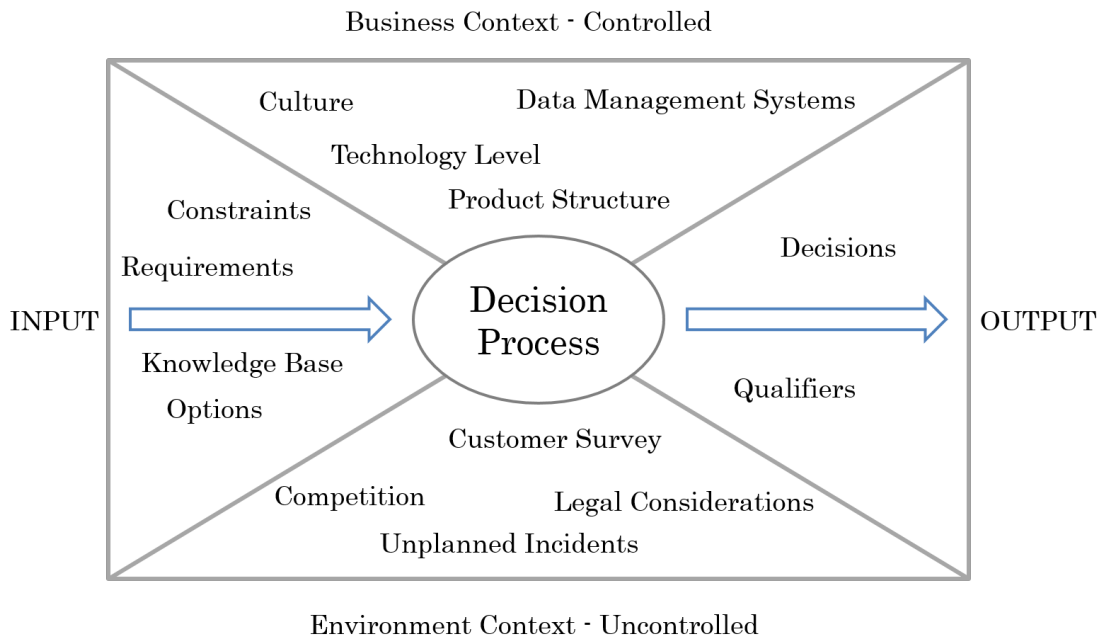 Business Context - Controlled
Culture
Data Management Systems
Technology Level
Product Structure
Constraints
Requirements
INPUT
Knowledge Base
Options
Decision
Process
Decisions
OUTPUT
Qualifiers
Customer Survey
Competition
Legal Considerations
Unplanned Incidents
Environment Context - Uncontrolled